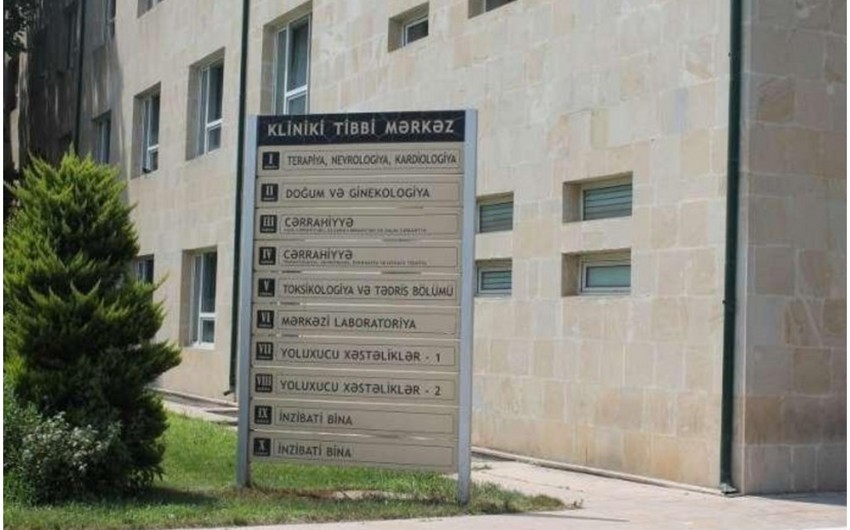 KLİNİKİ TİBBİ MƏRKƏZ
I
TERAPİYA, NEVROLOGİYA, KARDİOLOGİYA
II
DOĞUM VƏ GİNEKOLOGİYA
III
CƏRRAHİYYƏ
IV
CƏRRAHİYYƏ
V
TOKSİKOLOGİYA VƏ TƏDRİS BÖLÜMÜ
VI
MƏRKƏZİ LABORATORİYA
VII
YOLUXUCU XƏSTƏLİKLƏR - 1
VIII
YOLUXUCU XƏSTƏLİKLƏR - 2
IX
İNZİBATİ BİNA
X
İNZİBATİ BİNA